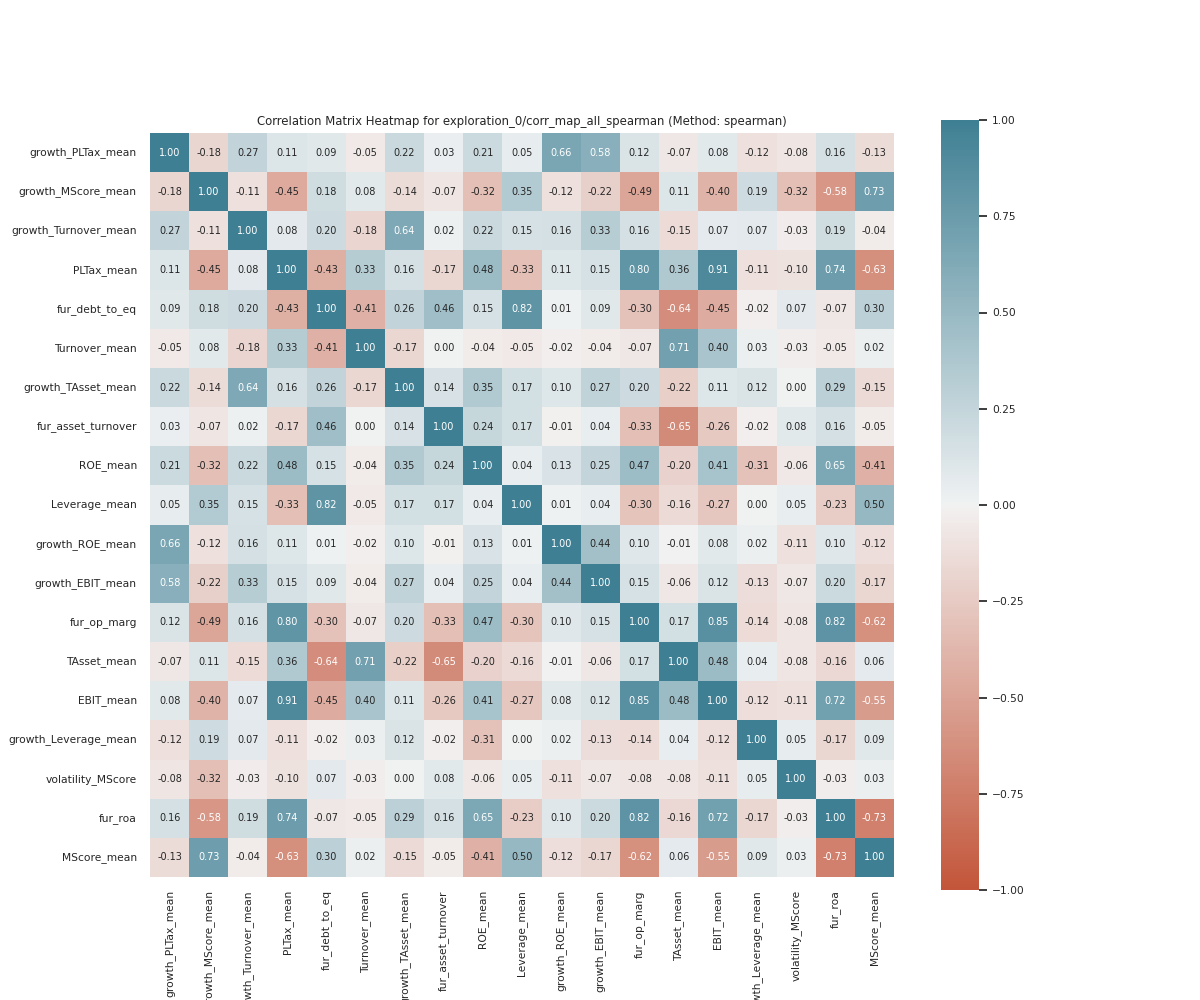 Correlation Matrix Heatmap for exploration_0/corr_map_all_spearman (Method: spearman)
growth_PLTax_mean 1.00 -0.18 0.27 0.11 0.09 -0.05 0.22 0.03 0.21 0.05 0.66 0.58 0.12 -0.07 0.08 -0.12 -0.08 0.16 -0.13
growth_MScore_mean -0.18 1.00 -0.11 -0.45 0.18 0.08 -0.14 -0.07 -0.32 0.35 -0.12 -0.22 -0.49 0.11 -0.40 0.19 -0.32 -0.58 0.73
growth_Turnover_mean 0.27 -0.11 1.00 0.08 0.20 -0.18 0.64 0.02 0.22 0.15 0.16 0.33 0.16 -0.15 0.07 0.07 -0.03 0.19 -0.04
PLTax_mean 0.11 -0.45 0.08 1.00 -0.43 0.33 0.16 -0.17 0.48 -0.33 0.11 0.15 0.80 0.36 0.91 -0.11 -0.10 0.74 -0.63
fur_debt_to_eq 0.09 0.18 0.20 -0.43 1.00 -0.41 0.26 0.46 0.15 0.82 0.01 0.09 -0.30 -0.64 -0.45 -0.02 0.07 -0.07 0.30
Turnover_mean -0.05 0.08 -0.18 0.33 -0.41 1.00 -0.17 0.00 -0.04 -0.05 -0.02 -0.04 -0.07 0.71 0.40 0.03 -0.03 -0.05 0.02
growth_TAsset_mean 0.22 -0.14 0.64 0.16 0.26 -0.17 1.00 0.14 0.35 0.17 0.10 0.27 0.20 -0.22 0.11 0.12 0.00 0.29 -0.15
fur_asset_turnover 0.03 -0.07 0.02 -0.17 0.46 0.00 0.14 1.00 0.24 0.17 -0.01 0.04 -0.33 -0.65 -0.26 -0.02 0.08 0.16 -0.05
ROE_mean 0.21 -0.32 0.22 0.48 0.15 -0.04 0.35 0.24 1.00 0.04 0.13 0.25 0.47 -0.20 0.41 -0.31 -0.06 0.65 -0.41
Leverage_mean 0.05 0.35 0.15 -0.33 0.82 -0.05 0.17 0.17 0.04 1.00 0.01 0.04 -0.30 -0.16 -0.27 0.00 0.05 -0.23 0.50
growth_ROE_mean 0.66 -0.12 0.16 0.11 0.01 -0.02 0.10 -0.01 0.13 0.01 1.00 0.44 0.10 -0.01 0.08 0.02 -0.11 0.10 -0.12
growth_EBIT_mean 0.58 -0.22 0.33 0.15 0.09 -0.04 0.27 0.04 0.25 0.04 0.44 1.00 0.15 -0.06 0.12 -0.13 -0.07 0.20 -0.17
fur_op_marg 0.12 -0.49 0.16 0.80 -0.30 -0.07 0.20 -0.33 0.47 -0.30 0.10 0.15 1.00 0.17 0.85 -0.14 -0.08 0.82 -0.62
TAsset_mean -0.07 0.11 -0.15 0.36 -0.64 0.71 -0.22 -0.65 -0.20 -0.16 -0.01 -0.06 0.17 1.00 0.48 0.04 -0.08 -0.16 0.06
EBIT_mean 0.08 -0.40 0.07 0.91 -0.45 0.40 0.11 -0.26 0.41 -0.27 0.08 0.12 0.85 0.48 1.00 -0.12 -0.11 0.72 -0.55
growth_Leverage_mean -0.12 0.19 0.07 -0.11 -0.02 0.03 0.12 -0.02 -0.31 0.00 0.02 -0.13 -0.14 0.04 -0.12 1.00 0.05 -0.17 0.09
volatility_MScore -0.08 -0.32 -0.03 -0.10 0.07 -0.03 0.00 0.08 -0.06 0.05 -0.11 -0.07 -0.08 -0.08 -0.11 0.05 1.00 -0.03 0.03
fur_roa 0.16 -0.58 0.19 0.74 -0.07 -0.05 0.29 0.16 0.65 -0.23 0.10 0.20 0.82 -0.16 0.72 -0.17 -0.03 1.00 -0.73
MScore_mean -0.13 0.73 -0.04 -0.63 0.30 0.02 -0.15 -0.05 -0.41 0.50 -0.12 -0.17 -0.62 0.06 -0.55 0.09 0.03 -0.73 1.00
growth_PLTax_mean
rowth_MScore_mean
wth_Turnover_mean
PLTax_mean
fur_debt_to_eq
Turnover_mean
growth_TAsset_mean
fur_asset_turnover
ROE_mean
Leverage_mean
growth_ROE_mean
growth_EBIT_mean
fur_op_marg
TAsset_mean
EBIT_mean
wth_Leverage_mean
volatility_MScore
fur_roa
MScore_mean
1.00
0.75
0.50
0.25
0.00
−0.25
−0.50
−0.75
−1.00